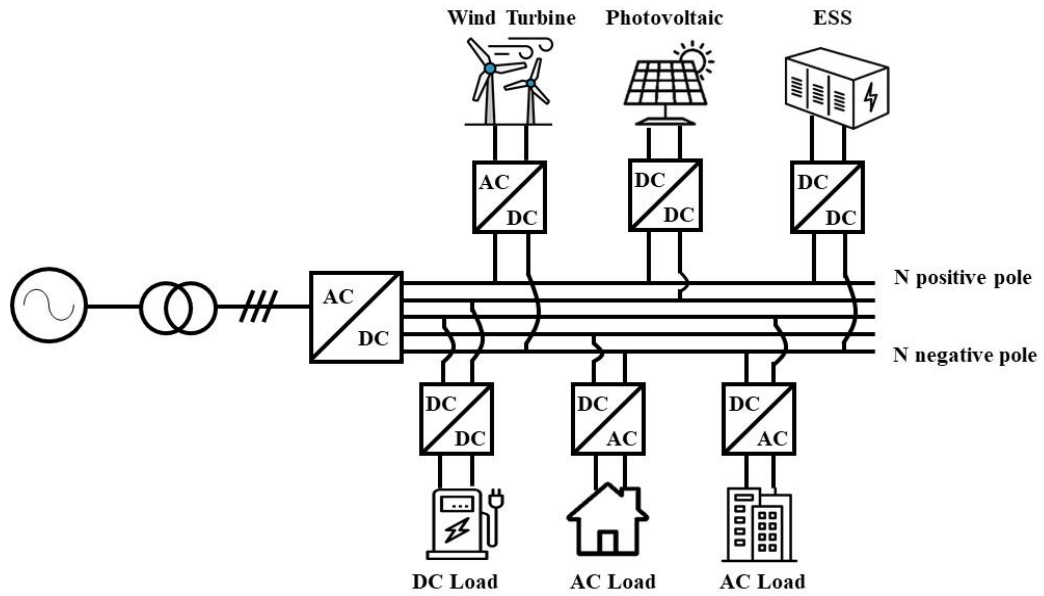 Wind Turbine
Photovoltaic
ESS
AC
DC
DC
DC
DC
DC
AC
DC
N positive pole
N negative pole
DC
DC
DC
AC
DC
AC
DC Load
AC Load
AC Load